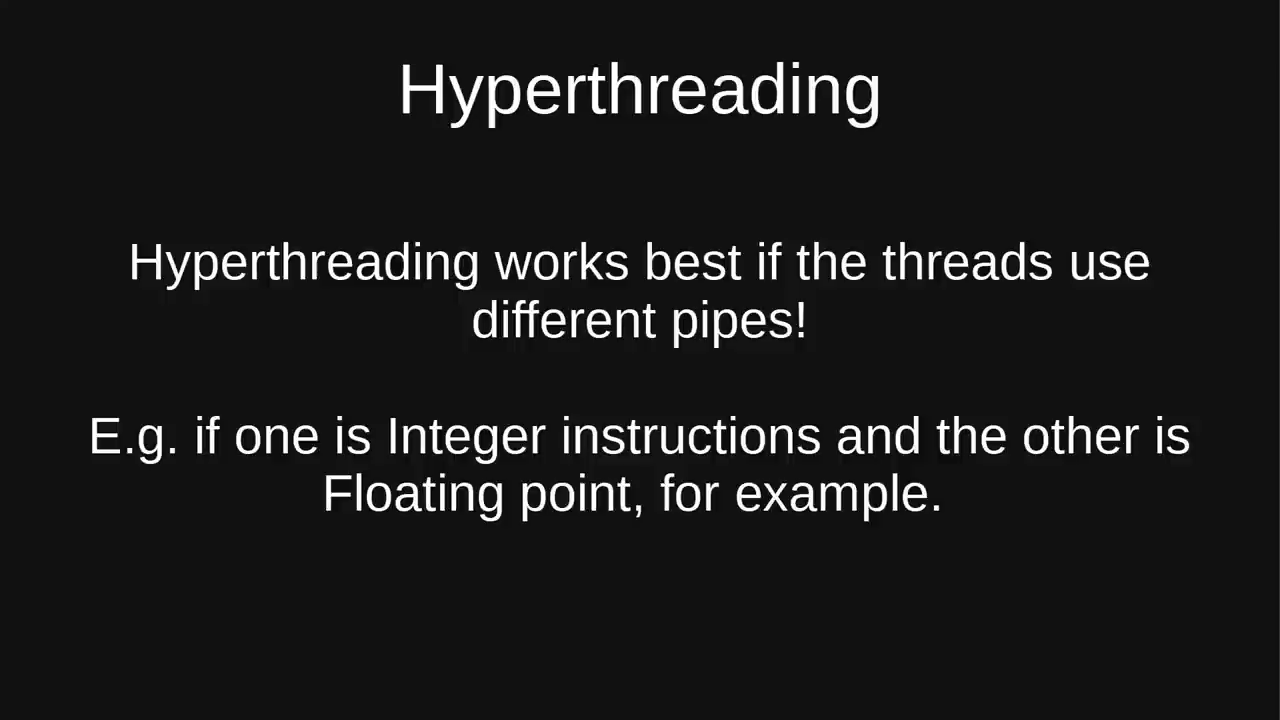 Hyperthreading
Hyperthreading works best if the threads use
different pipes!
E.g. if one is Integer instructions and the other is
Floating point, for example.